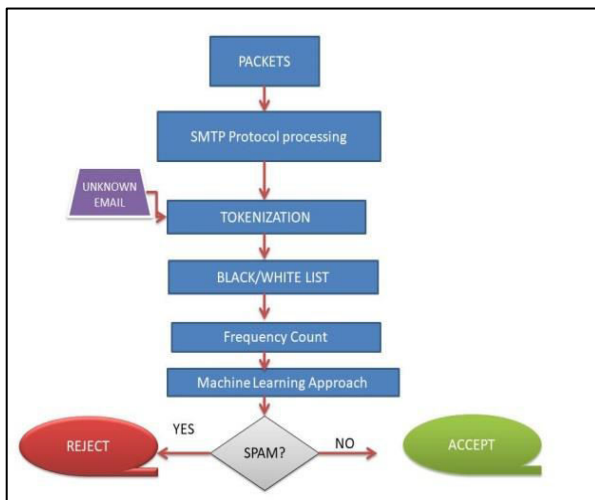 PACKETS
SMTP Protocol processing
UNKNOWN
EMAIL
TOKENIZATION
BLACK/WHITE LIST
Frequency Count
Machine Learning Approach
YES
NO
REJECT
SPAM?
ACCEPT